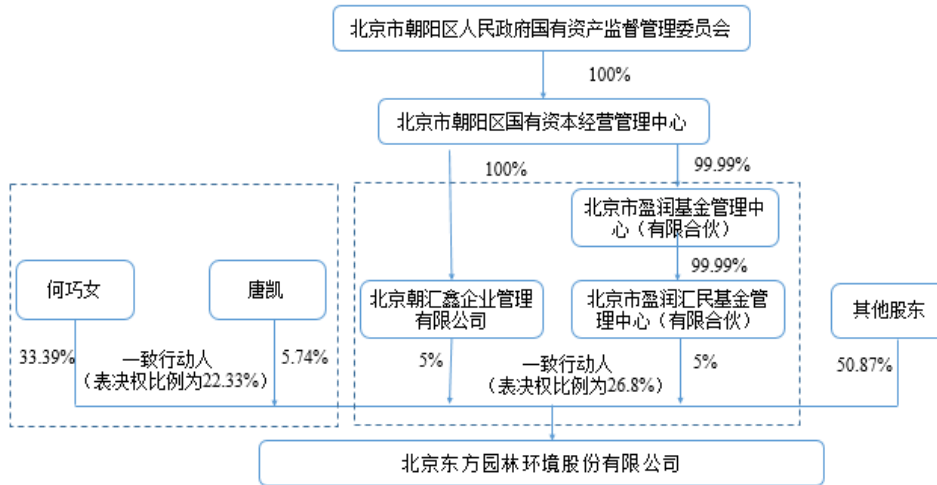 北京市朝阳区人民政府国有资产监督管理委员会
100%
北京市朝阳区国有资本经营管理中心
100%
99.99%
北京市盈润基金管理中
心（有限合伙）
99.99%
何巧女
唐凯
北京朝汇鑫企业管理
有限公司
北京市盈润汇民基金管
理中心（有限合伙）
其他股东
33.39%
一致行动人
（表决权比例为22.33%）
5.74%
5%
一致行动人
（表决权比例为26.8%）
5%
50.87%
北京东方园林环境股份有限公司